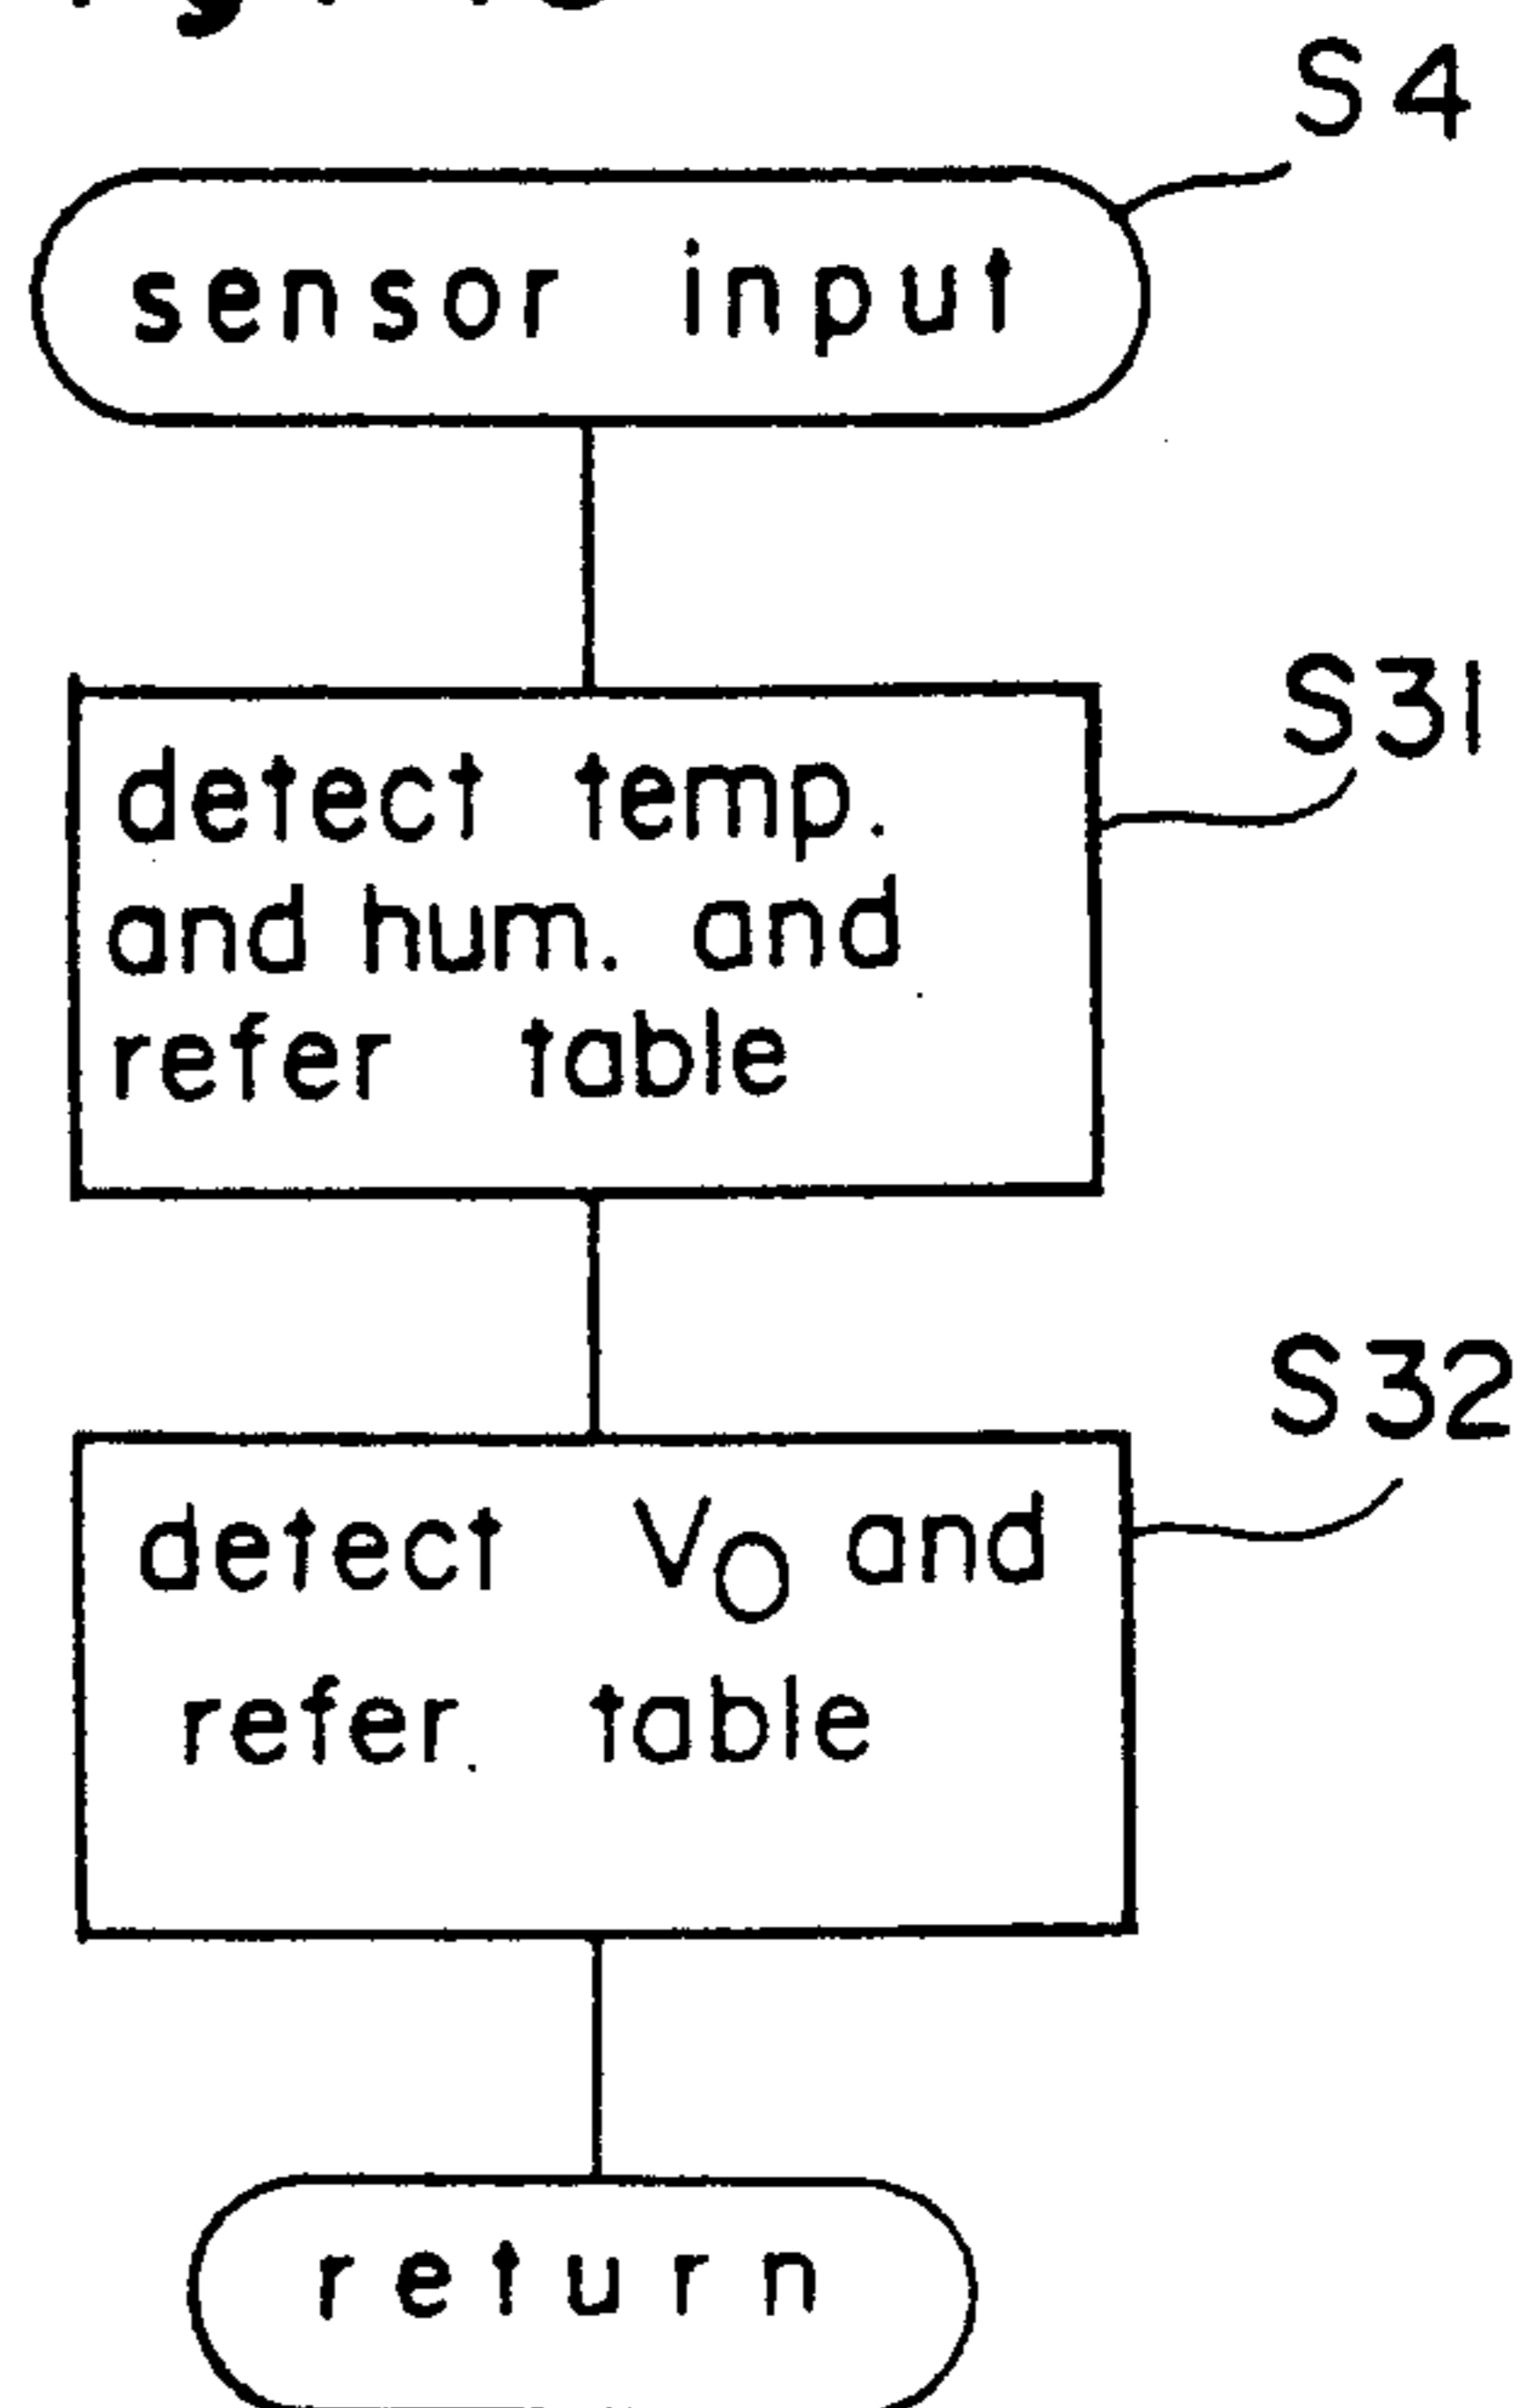 S4
sensor input
S31
detect temp.
and hum. and
refer table
S32
detect VO and
refer. table
return